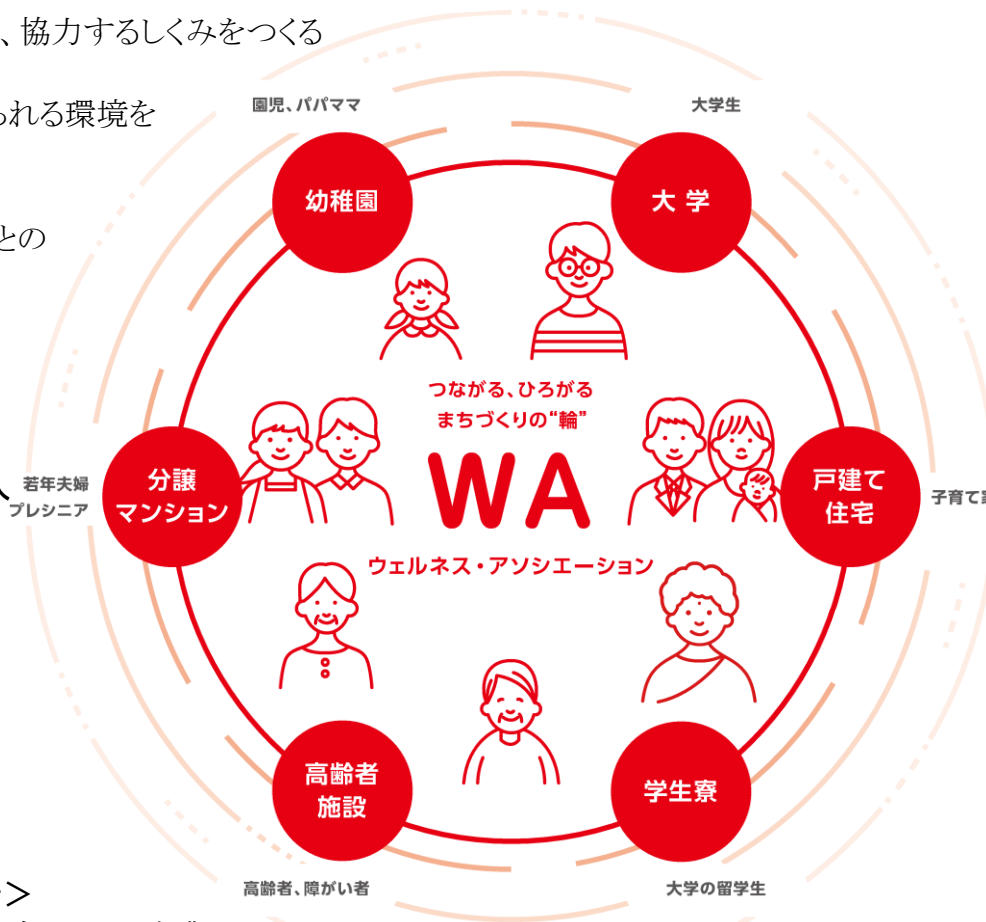 、協力するしくみをつくる
られる環境を
との
園児、パパママ
大学生
幼稚園
大 学
つながる、ひろがる
まちづくりの“輪”
WA
ウェルネス・アソシエーション
人
若年夫婦
プレシニア
分譲
マンション
戸建て
住宅
子育て
高齢者
施設
学生寮
高齢者、障がい者
大学の留学生
＞